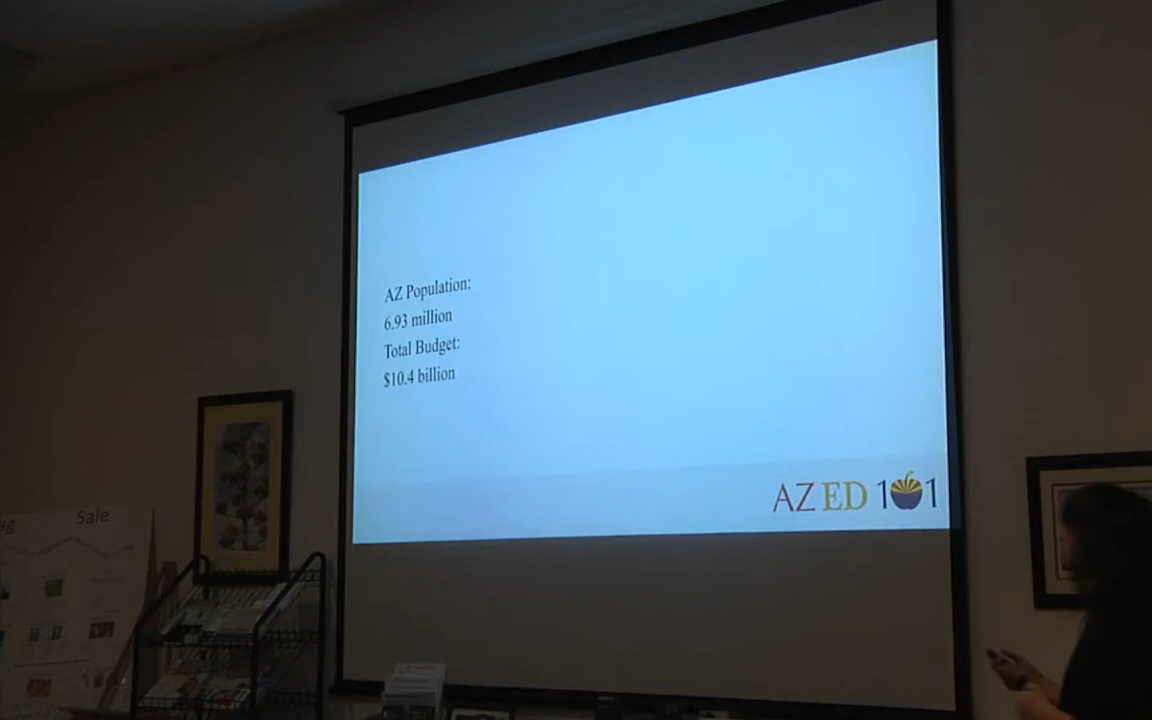 AZ Population:
6.93 million
Total Budget:
$10.4 billion
AZ ED 101
Sale